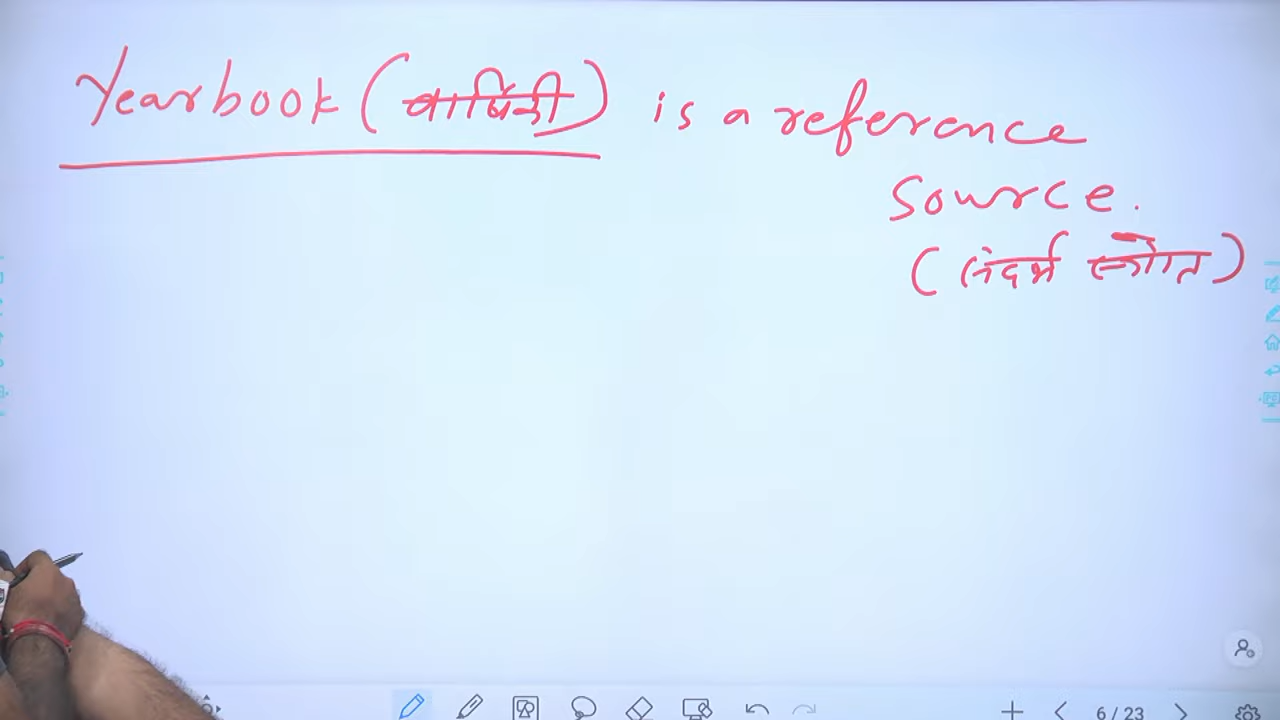 Yearbook (वार्षिकी) is a reference
Source.
(संदर्भ स्त्रोत)
6/23